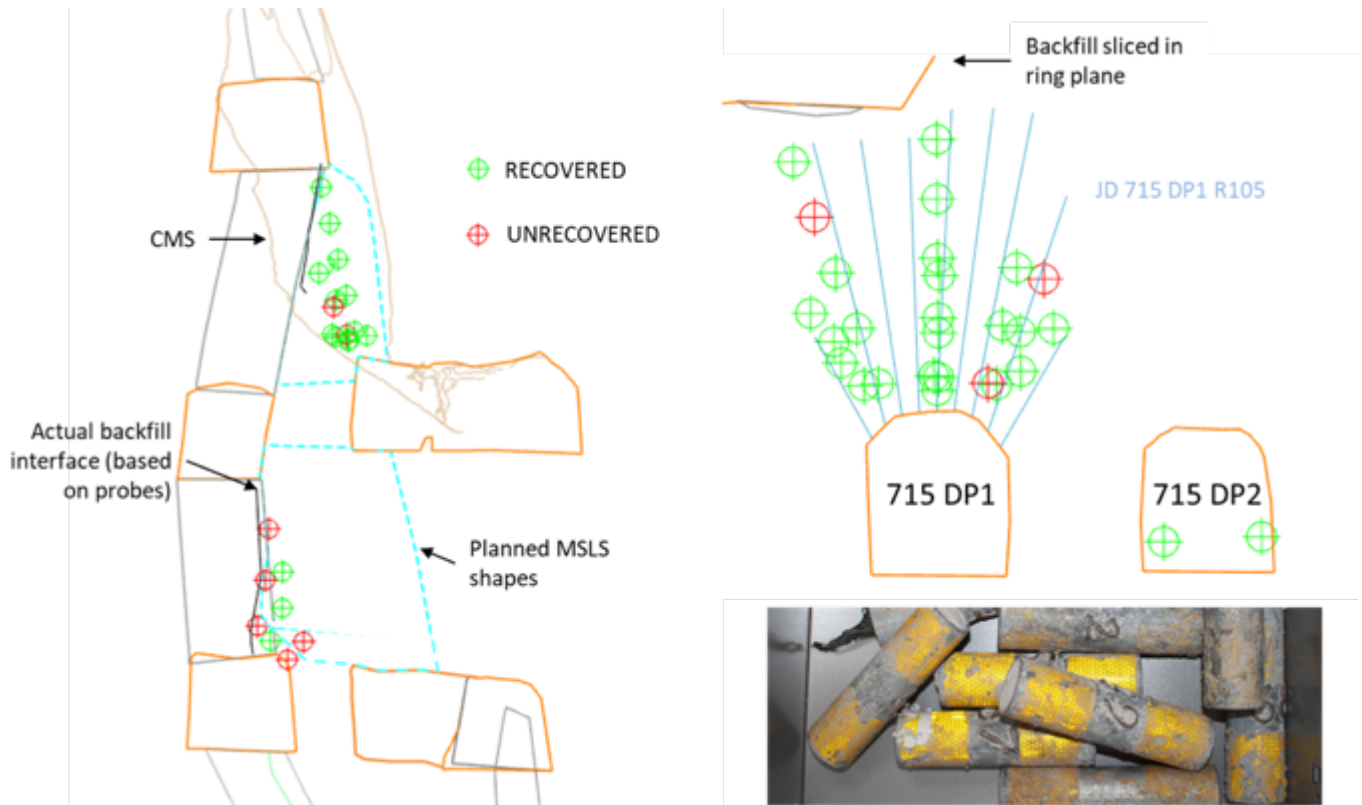 CMS
RECOVERED
UNRECOVERED
Actual backfill
interface (based
on probes)
Planned MSLS
shapes
Backfill sliced in
ring plane
JD 715 DP1 R105
715 DP1
715 DP2